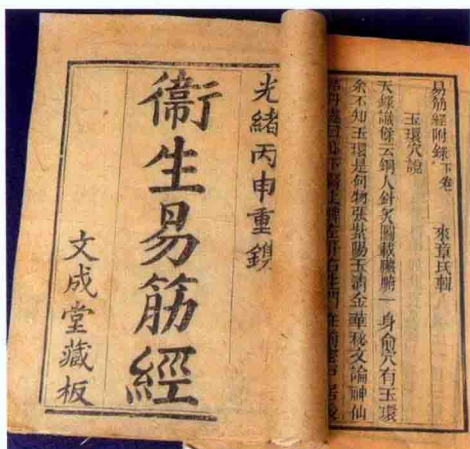 易筋經附錄下卷 來章氏輯
玉環穴說
天錄識餘云銅人針灸圖載臟腑一身俞穴有玉環
余不知玉環是何物張紫陽玉清金華秘文論神仙
光緒丙申重鎸
衞生易筋經
文成堂藏板